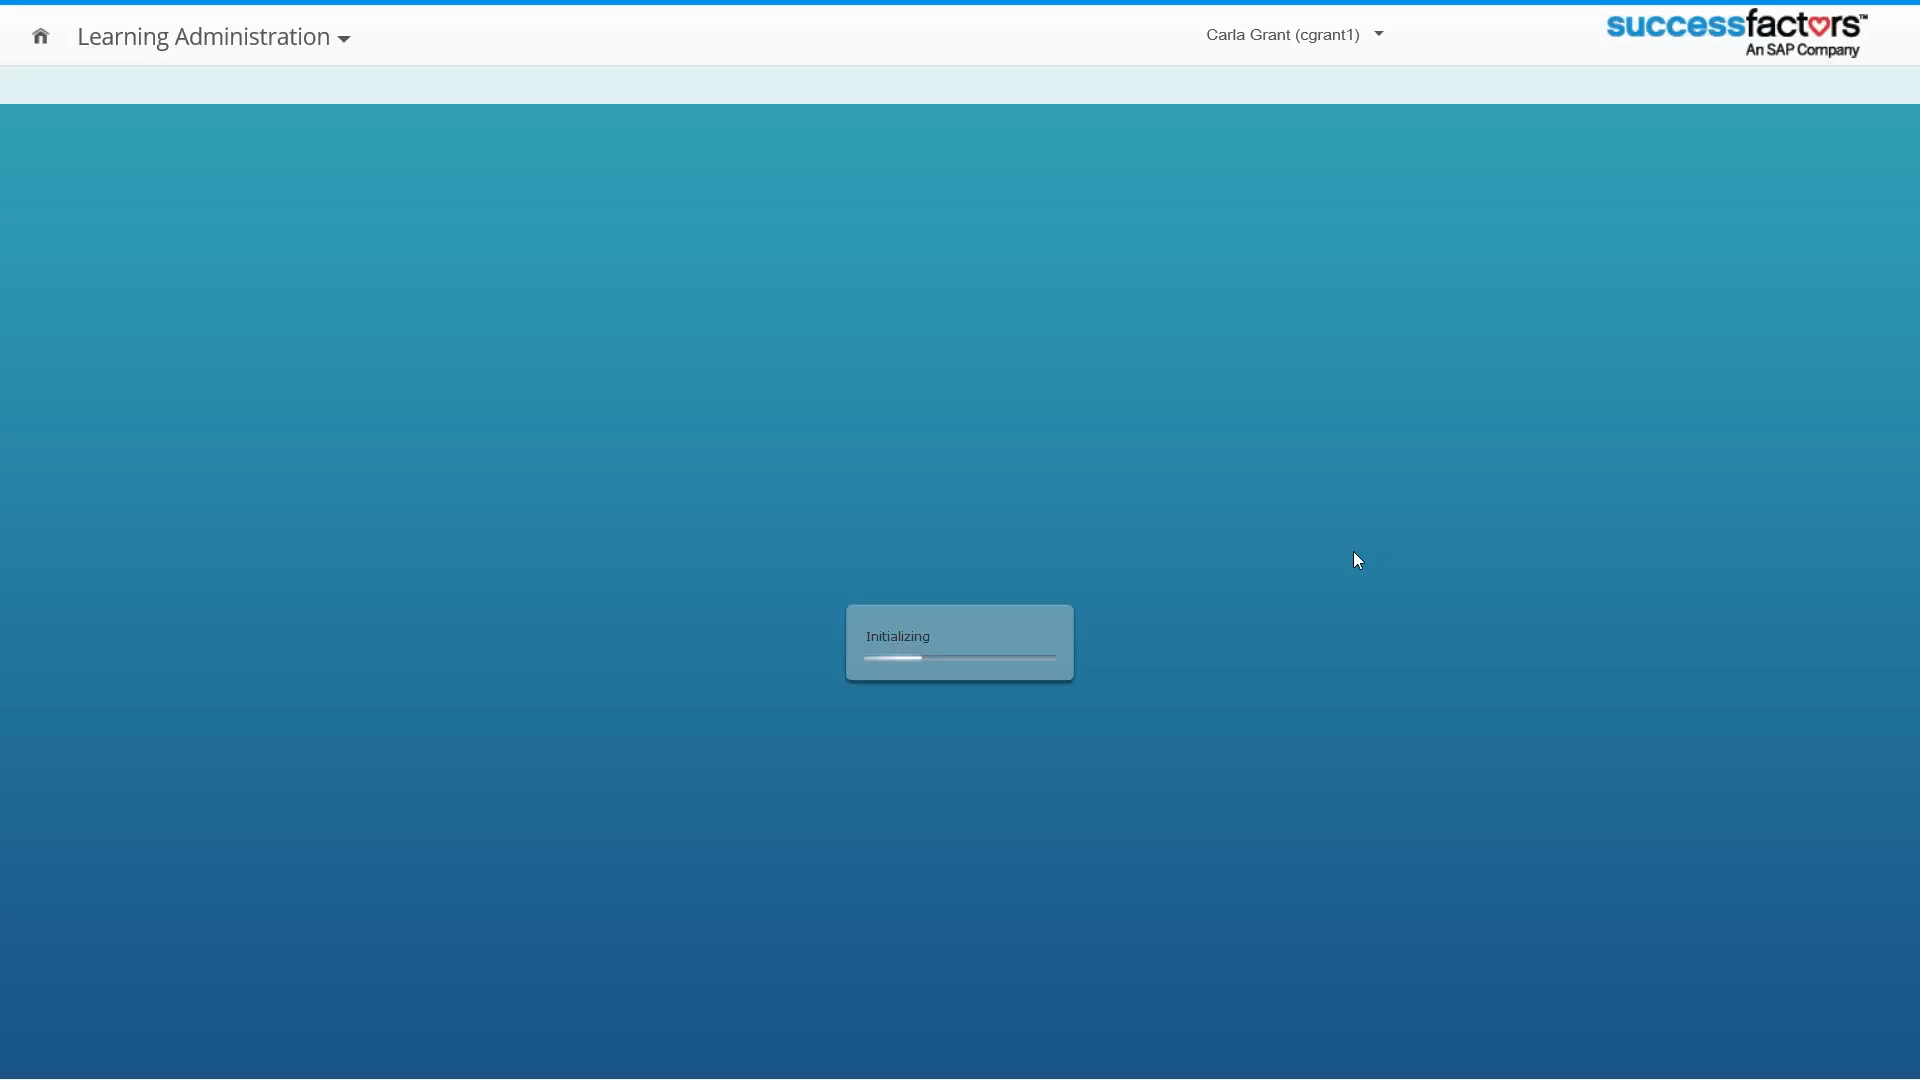 Learning Administration
Carla Grant (cgrant1)
successfactors™
An SAP Company
Initializing